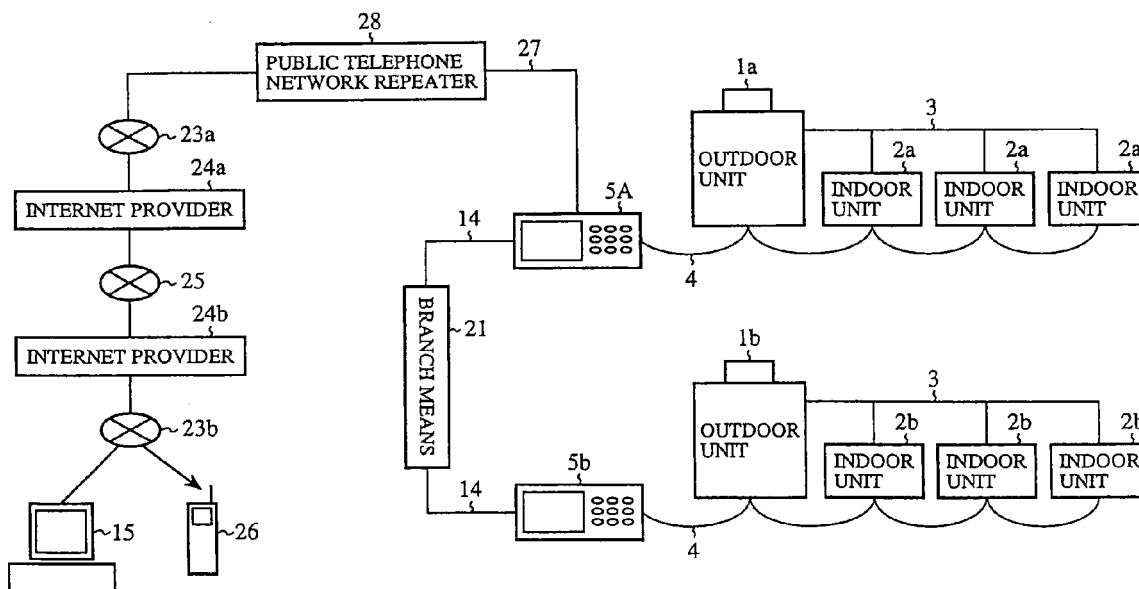 28
PUBLIC TELEPHONE
NETWORK REPEATER
27
1a
3
23a
OUTDOOR
UNIT
2a
2a
2a
24a
INDOOR
UNIT
INDOOR
UNIT
INDOOR
UNIT
INTERNET PROVIDER
5A
14
4
25
BRANCH MEANS
21
24b
INTERNET PROVIDER
1b
3
23b
OUTDOOR
UNIT
2b
2b
2b
INDOOR
UNIT
INDOOR
UNIT
INDOOR
UNIT
5b
14
4
15
26